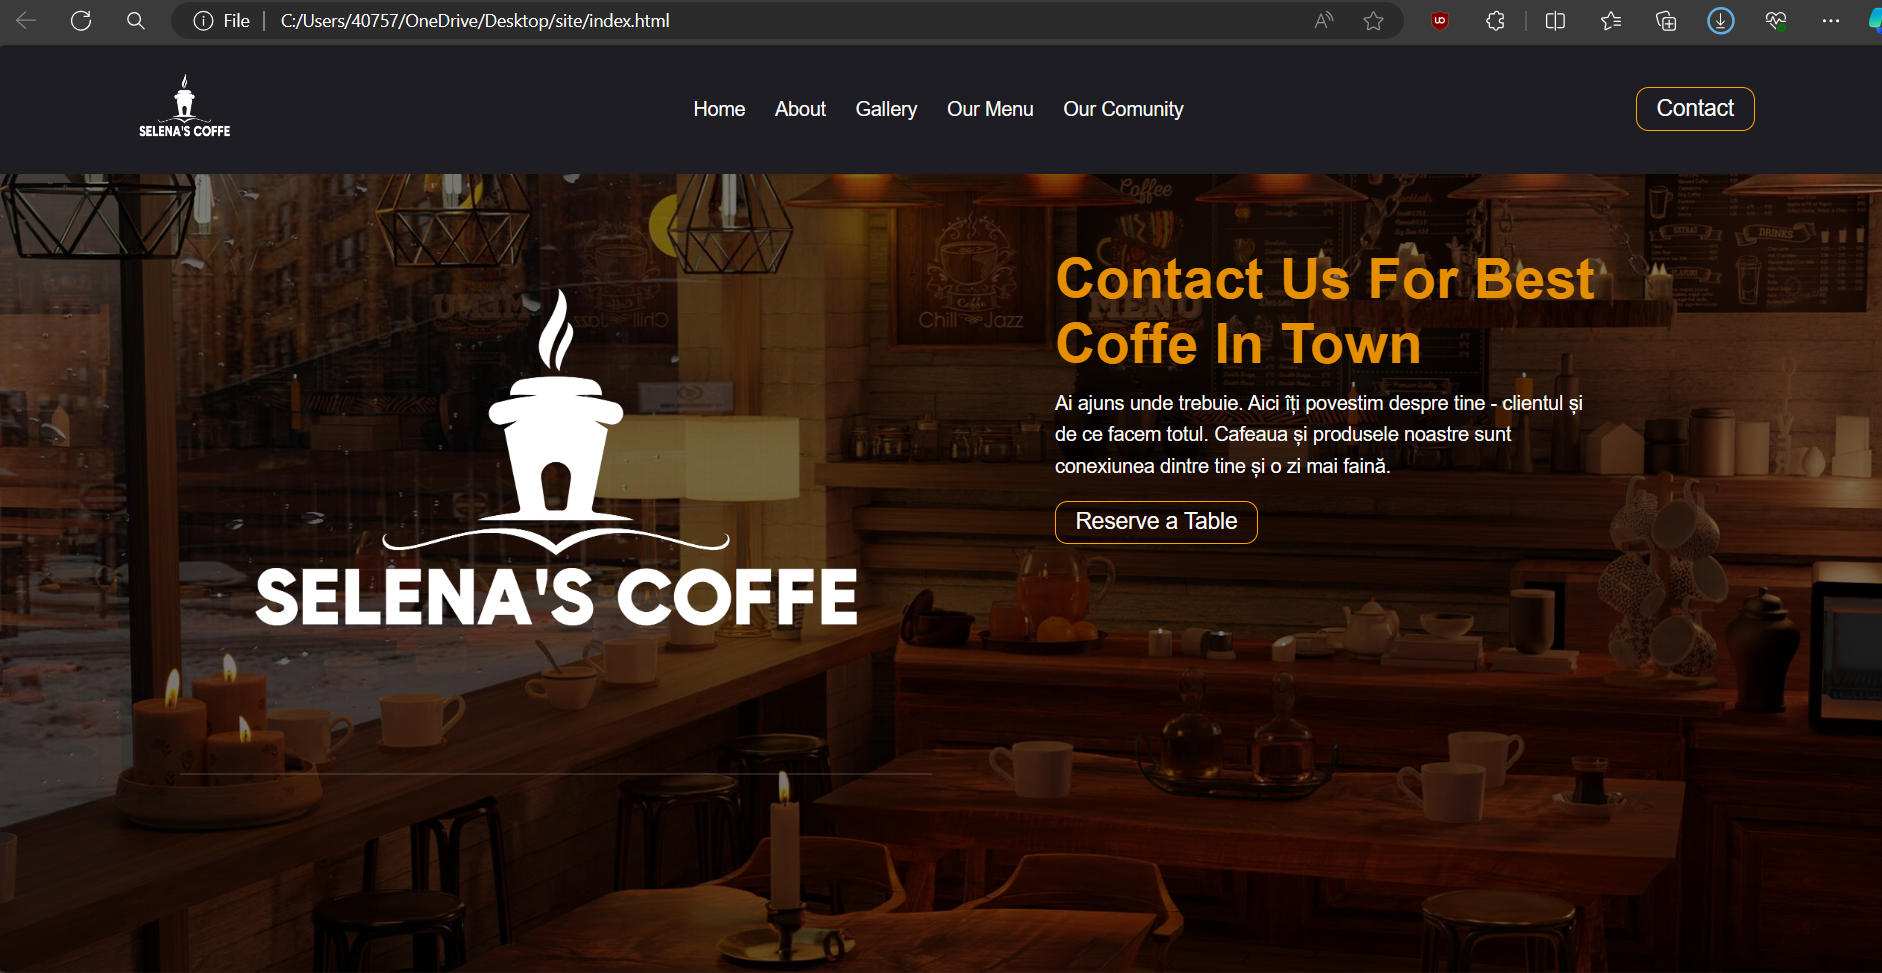 File
C:/Users/40757/OneDrive/Desktop/site/index.html
SELENA'S COFFE
Home
About
Gallery
Our Menu
Our Comunity
Contact
Coffee
EXTRAS
DRINKS
Chill Jazz
MENU
Contact Us For Best
Coffe In Town
Ai ajuns unde trebuie. Aici îți povestim despre tine - clientul și
de ce facem totul. Cafeaua și produsele noastre sunt
conexiunea dintre tine și o zi mai faină.
Reserve a Table
SELENA'S COFFE